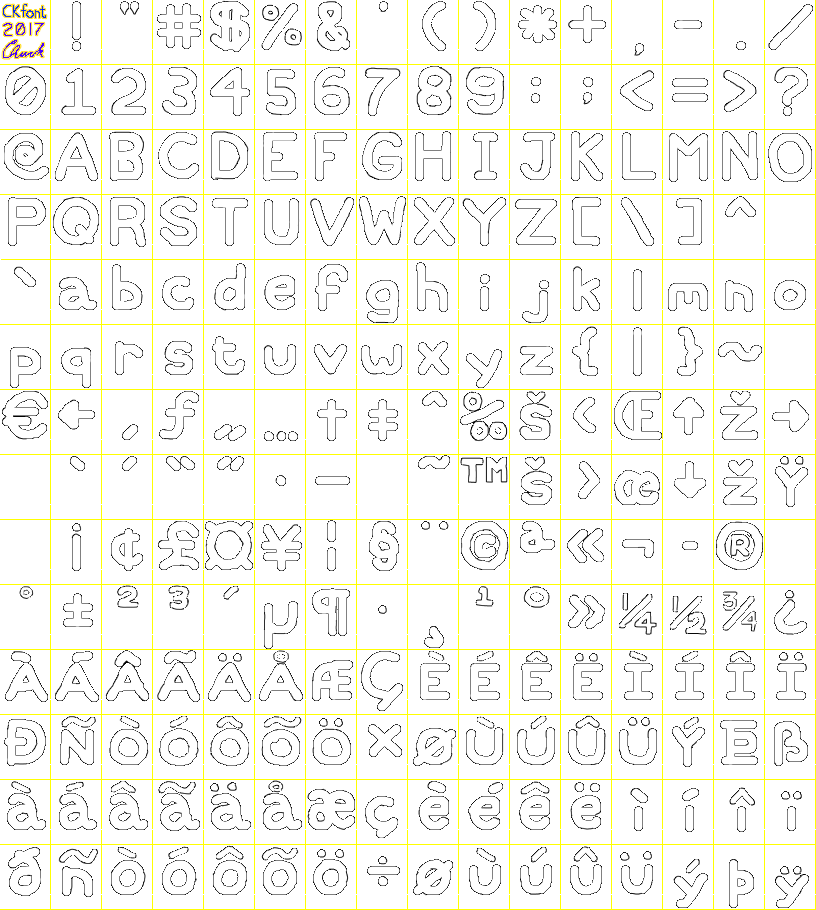 CKfont
2017
Chuck
! " # $ % & ' ( ) * + , - . /
0 1 2 3 4 5 6 7 8 9 : ; < = > ?
@ A B C D E F G H I J K L M N O
P Q R S T U V W X Y Z [ \ ] ^
` a b c d e f g h i j k l m n o
p q r s t u v w x y z { | } ~
€ ← ‚ ƒ „ … † ‡ ˆ ‰ Š ‹ Œ ↑ Ž →
‘ ’ “ ” • – ˜ ™ š › œ ↓ ž Ÿ
¡ ¢ £ ¤ ¥ ¦ § ¨ © ª « ¬ - ®
° ± ² ³ ´ µ ¶ · ¸ ¹ º » ¼ ½ ¾ ¿
À Á Â Ã Ä Å Æ Ç È É Ê Ë Ì Í Î Ï
Ð Ñ Ò Ó Ô Õ Ö × Ø Ù Ú Û Ü Ý E ß
à á â ã ä å æ ç è é ê ë ì í î ï
ð ñ ò ó ô õ ö ÷ ø ù ú û ü ý þ ÿ